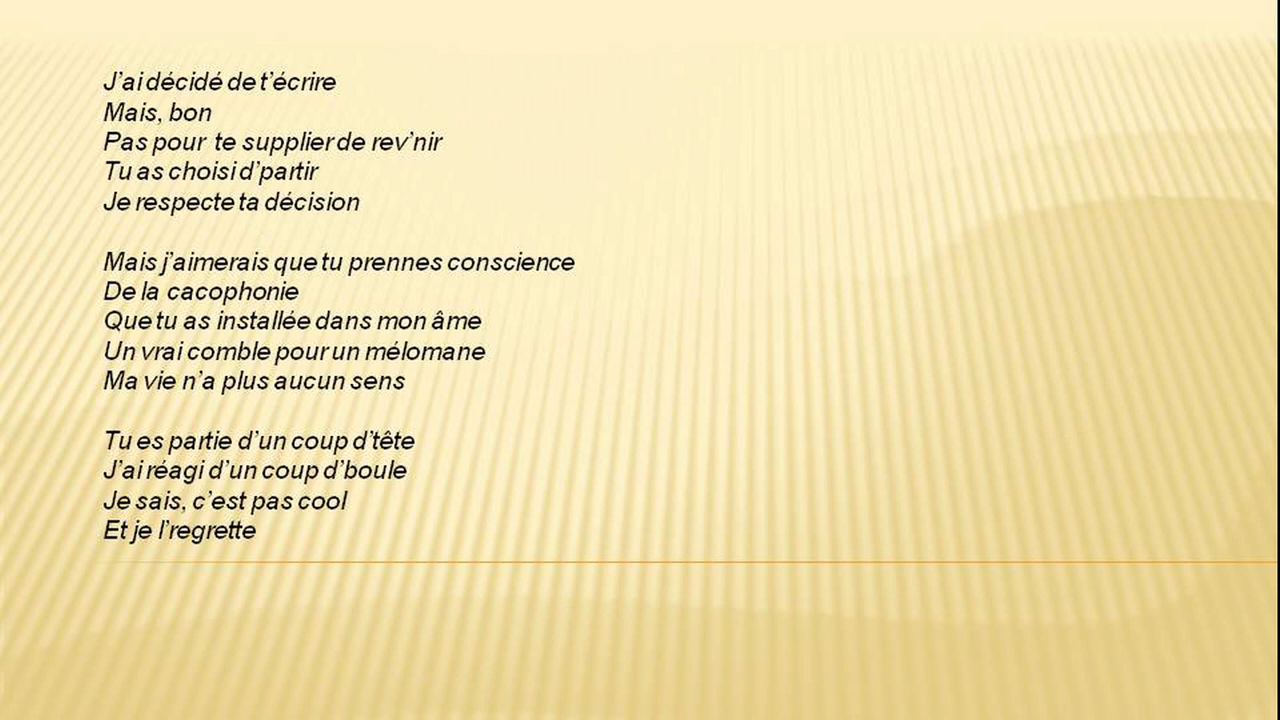 J'ai décidé de t'écrire
Mais, bon
Pas pour te supplier de rev'nir
Tu as choisi d'partir
Je respecte ta décision
Mais j'aimerais que tu prennes conscience
De la cacophonie
Que tu as installée dans mon âme
Un vrai comble pour un mélomane
Ma vie n'a plus aucun sens
Tu es partie d'un coup d'tête
J'ai réagi d'un coup d'boule
Je sais, c'est pas cool
Et je l'regrette